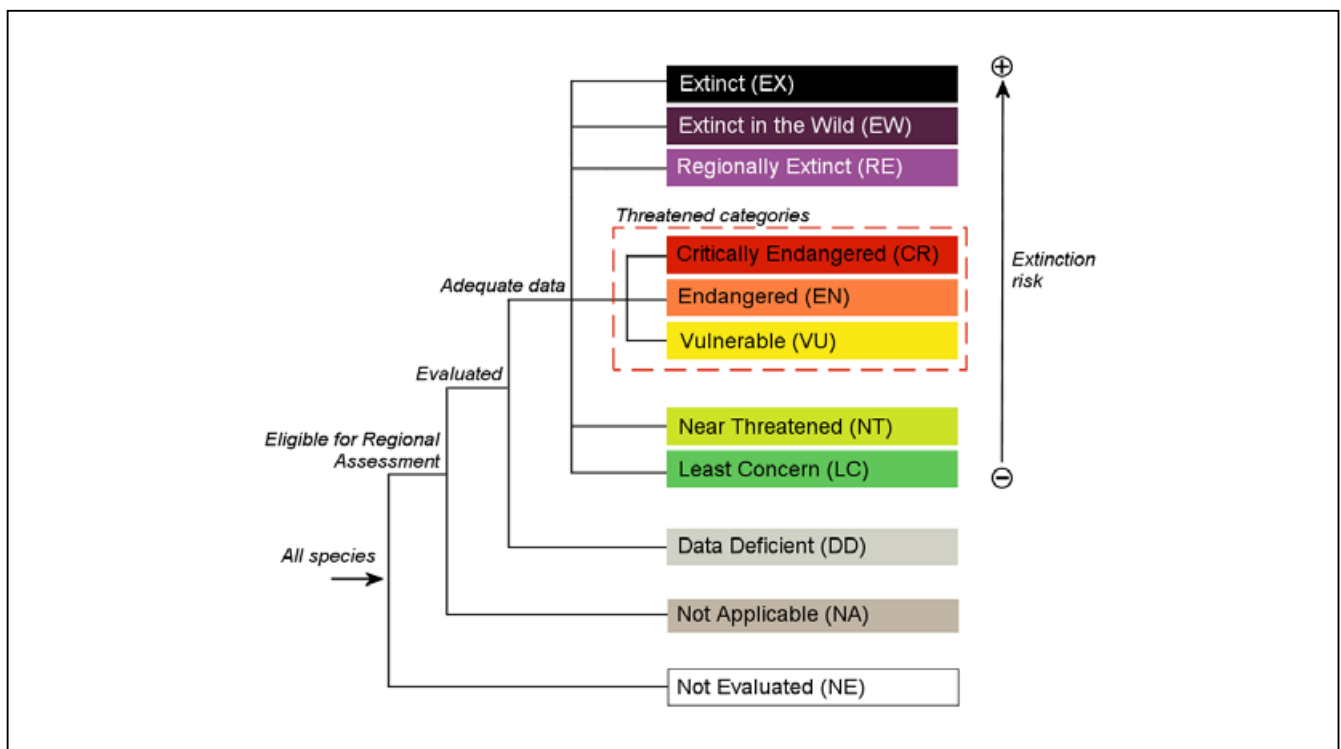 Extinct (EX)
Extinct in the Wild (EW)
Regionally Extinct (RE)
Threatened categories
Critically Endangered (CR)
Extinction
risk
Adequate data
Endangered (EN)
Vulnerable (VU)
Evaluated
Near Threatened (NT)
Eligible for Regional
Assessment
Least Concern (LC)
Data Deficient (DD)
All species
Not Applicable (NA)
Not Evaluated (NE)